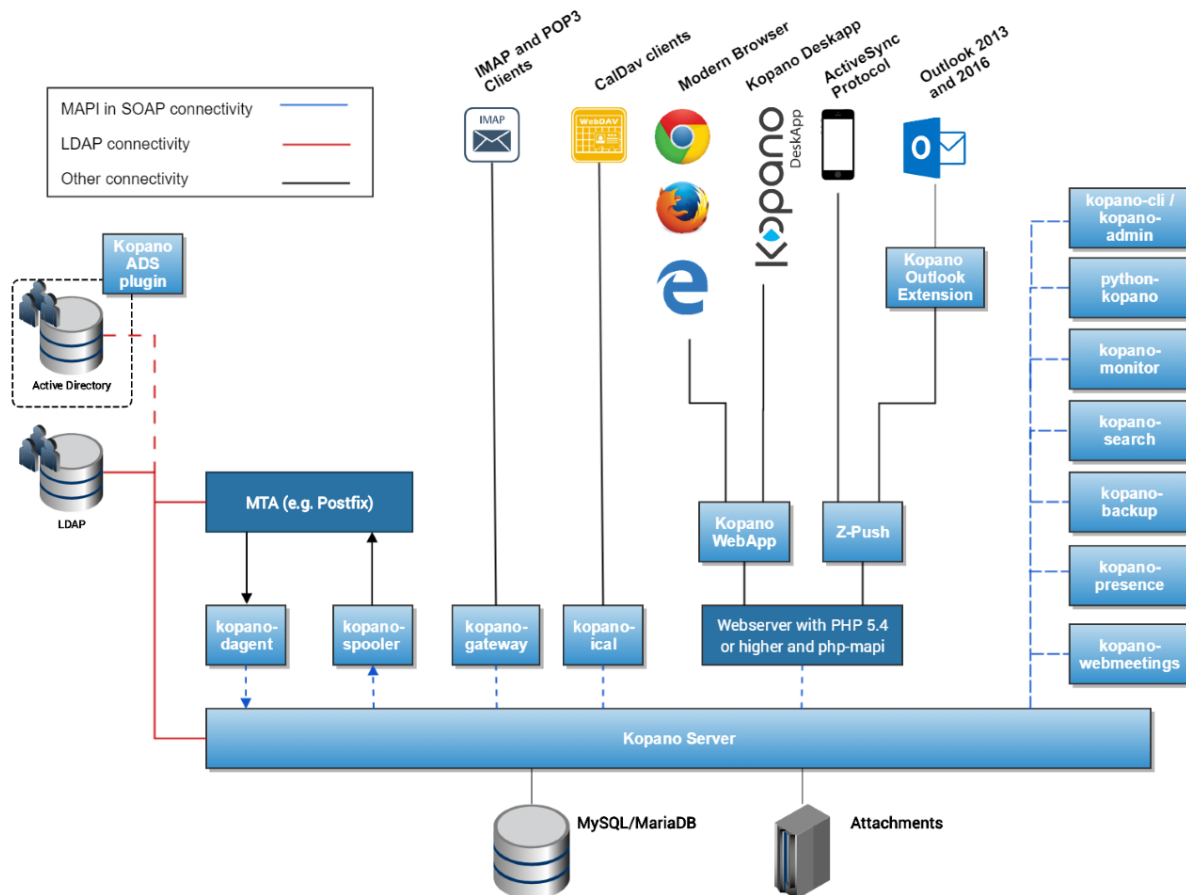 IMAP and POP3
Clients
CalDav clients
Modern Browser
Kopano Deskapp
ActiveSync
Protocol
Outlook 2013
and 2016
MAPI in SOAP connectivity
LDAP connectivity
Other connectivity
IMAP
WebDAV
kopano
DeskApp
O
kopano-cli /
kopano-
admin
Kopano
ADS
plugin
Kopano
Outlook
Extension
python-
kopano
Active Directory
kopano-
monitor
kopano-
search
LDAP
MTA (e.g. Postfix)
Kopano
WebApp
Z-Push
kopano-
backup
kopano-
presence
kopano-
dagent
kopano-
spooler
kopano-
gateway
kopano-
ical
Webserver with PHP 5.4
or higher and php-mapi
kopano-
webmeetings
Kopano Server
MySQL/MariaDB
Attachments